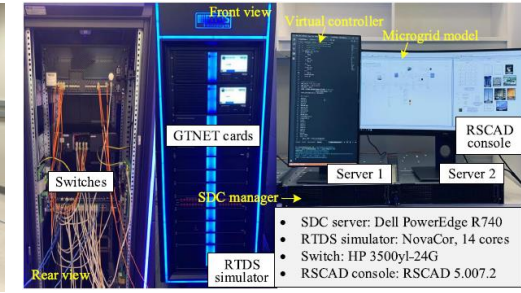 Front view
Virtual controller
Microgrid model
GTNET cards
RSCAD
console
Switches
Server 1
Server 2
SDC manager
Rear view
RTDS
simulator
• SDC server: Dell PowerEdge R740
• RTDS simulator: NovaCor, 14 cores
• Switch: HP 3500yl-24G
• RSCAD console: RSCAD 5.007.2